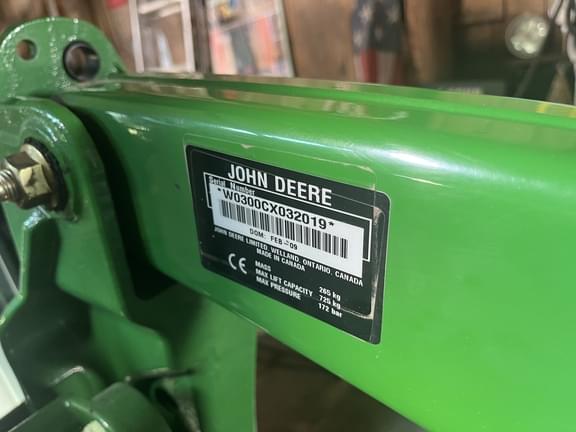 JOHN DEERE
Serial Number
*W0300CX032019*
DOM: FEB-09
JOHN DEERE LIMITED, WELLAND, ONTARIO, CANADA
MADE IN CANADA
CE
MASS 265 kg
MAX LIFT CAPACITY 725 kg
MAX PRESSURE 172 bar